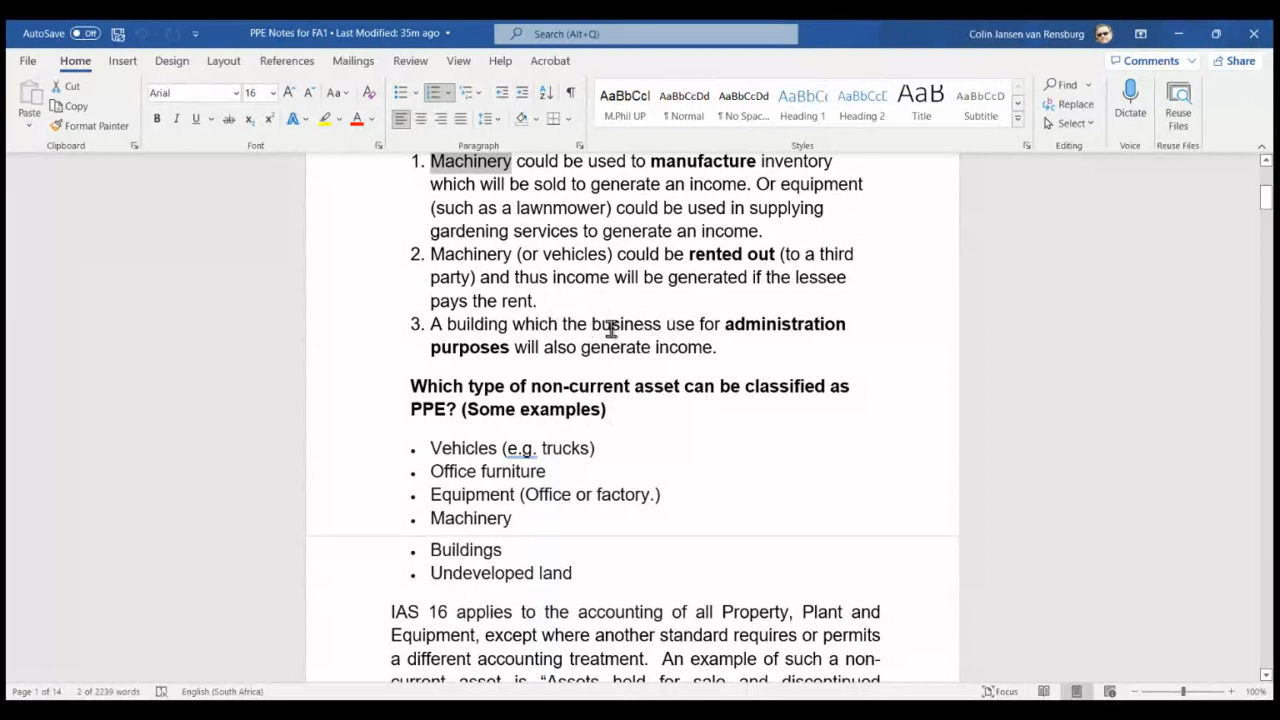 AutoSave Off PPE Notes for FA1 • Last Modified: 35m ago Search (Alt+Q) Colin Jansen van Rensburg
File Home Insert Design Layout References Mailings Review View Help Acrobat Comments Share
Cut
Copy
Format Painter
Paste
Clipboard
Arial 16
Font
Paragraph
AaBbCcI AaBbCcDd AaBbCcDd AaBbCc AaBbCcE AaB AaBbCcD
M.Phil UP ¶ Normal ¶ No Spac... Heading 1 Heading 2 Title Subtitle
Styles
Find
Replace
Select
Editing
Dictate
Voice
Reuse
Files
Reuse Files
1. Machinery could be used to manufacture inventory
which will be sold to generate an income. Or equipment
(such as a lawnmower) could be used in supplying
gardening services to generate an income.
2. Machinery (or vehicles) could be rented out (to a third
party) and thus income will be generated if the lessee
pays the rent.
3. A building which the business use for administration
purposes will also generate income.
Which type of non-current asset can be classified as
PPE? (Some examples)
• Vehicles (e.g. trucks)
• Office furniture
• Equipment (Office or factory.)
• Machinery
• Buildings
• Undeveloped land
IAS 16 applies to the accounting of all Property, Plant and
Equipment, except where another standard requires or permits
a different accounting treatment. An example of such a non-
current asset is “Assets held for sale and discontinued
Page 1 of 14 2 of 2239 words English (South Africa) Focus 100%